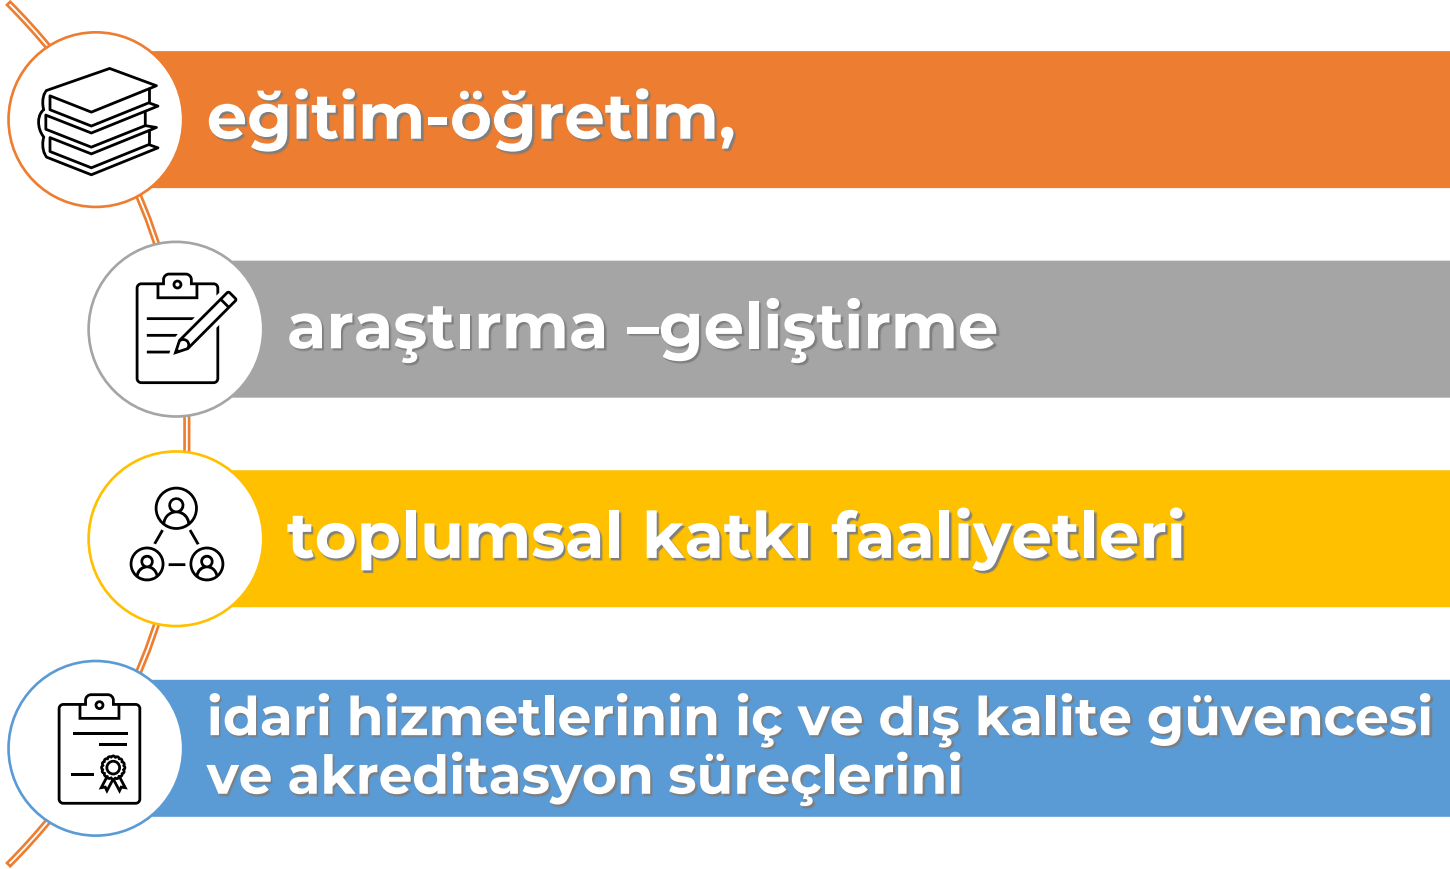 eğitim-öğretim,
araştırma –geliştirme
toplumsal katkı faaliyetleri
idari hizmetlerinin iç ve dış kalite güvencesi
ve akreditasyon süreçlerini